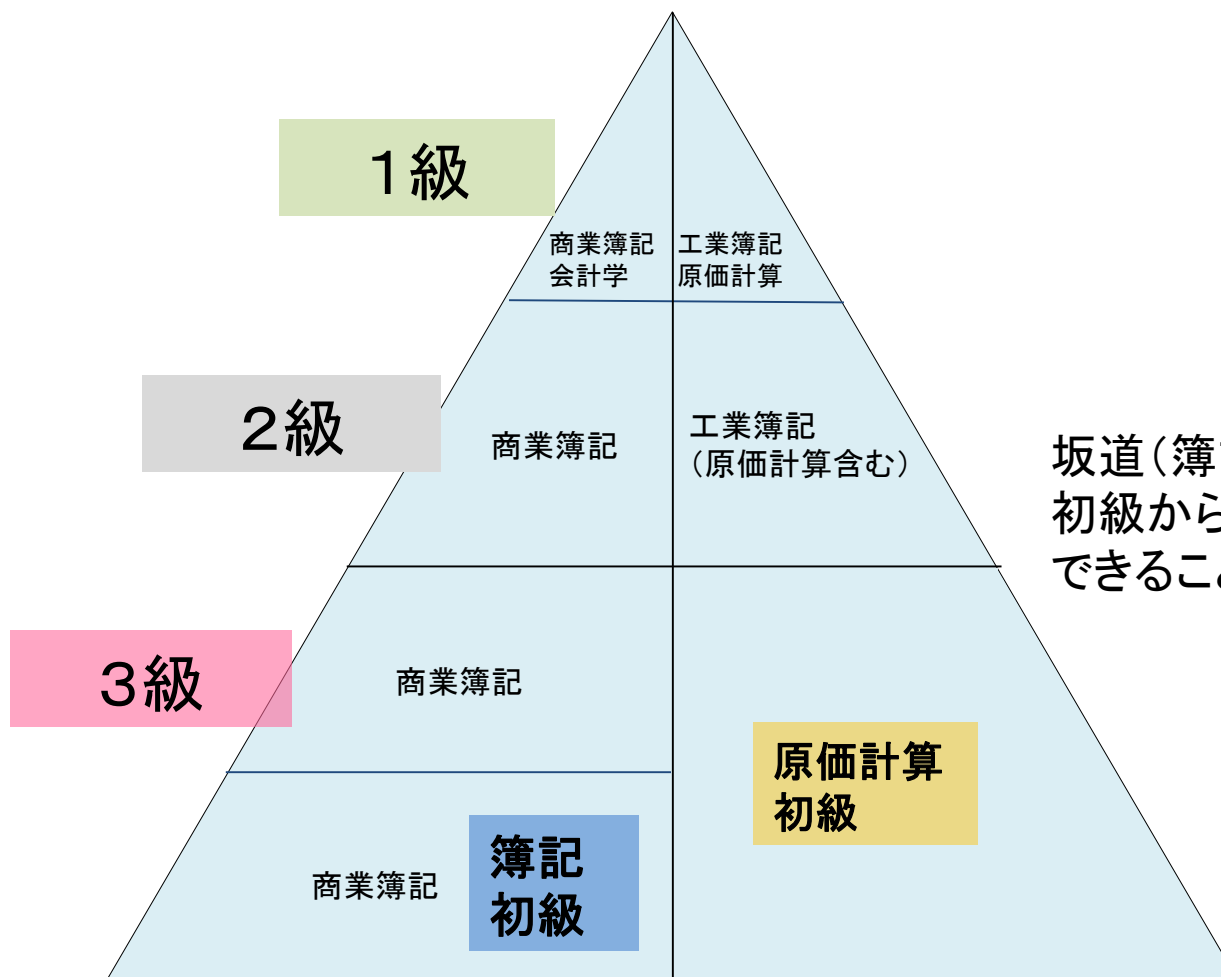 １級
商業簿記
会計学
工業簿記
原価計算
２級
商業簿記
工業簿記
（原価計算含む）
坂道（簿
初級から
できるこ
３級
商業簿記
原価計算
初級
商業簿記
簿記
初級